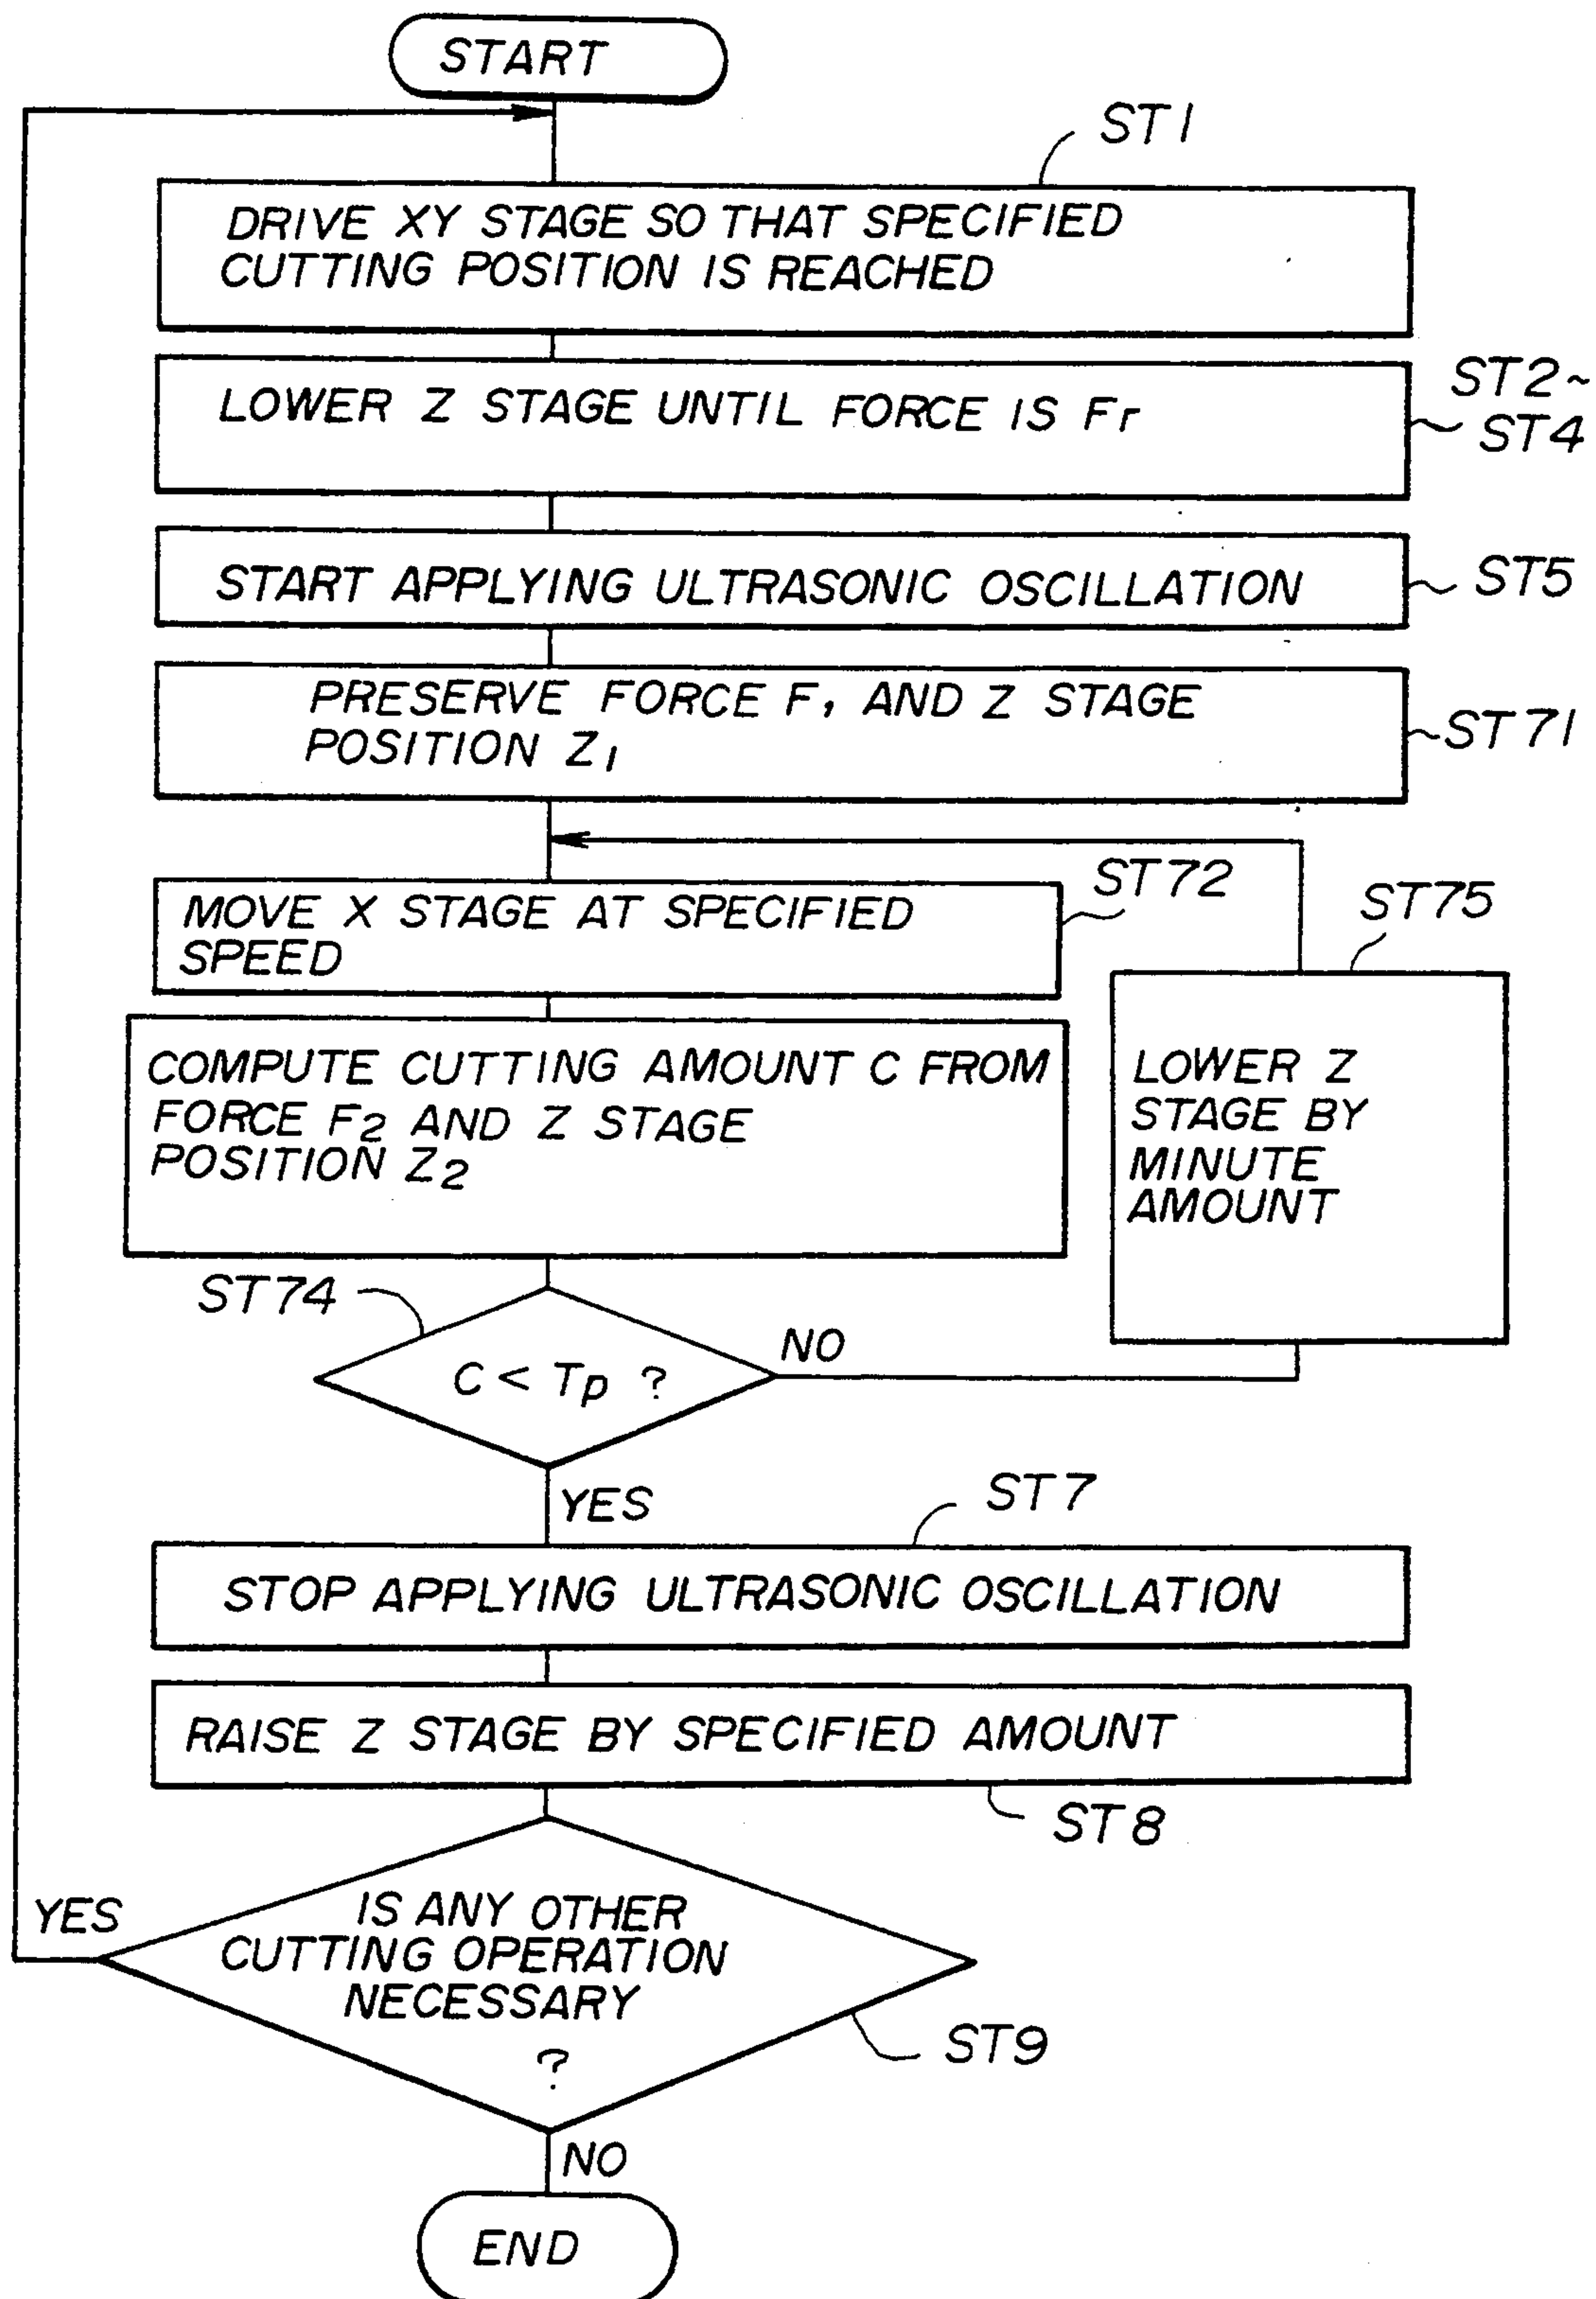 START
ST1
DRIVE XY STAGE SO THAT SPECIFIED
CUTTING POSITION IS REACHED
LOWER Z STAGE UNTIL FORCE IS Fr
ST2~
ST4
START APPLYING ULTRASONIC OSCILLATION
ST5
PRESERVE FORCE F, AND Z STAGE
POSITION Z1
ST71
MOVE X STAGE AT SPECIFIED
SPEED
ST72
ST75
COMPUTE CUTTING AMOUNT C FROM
FORCE F2 AND Z STAGE
POSITION Z2
LOWER Z
STAGE BY
MINUTE
AMOUNT
ST74
C < Tp ?
NO
YES
ST7
STOP APPLYING ULTRASONIC OSCILLATION
RAISE Z STAGE BY SPECIFIED AMOUNT
ST8
YES
IS ANY OTHER
CUTTING OPERATION
NECESSARY
?
ST9
NO
END